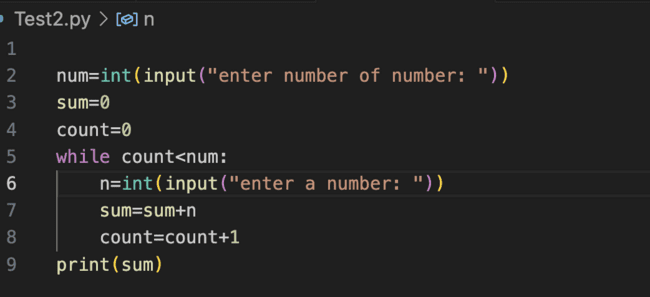 Test2.py > n
1
2 num=int(input("enter number of number: "))
3 sum=0
4 count=0
5 while count<num:
6     n=int(input("enter a number: "))
7     sum=sum+n
8     count=count+1
9 print(sum)